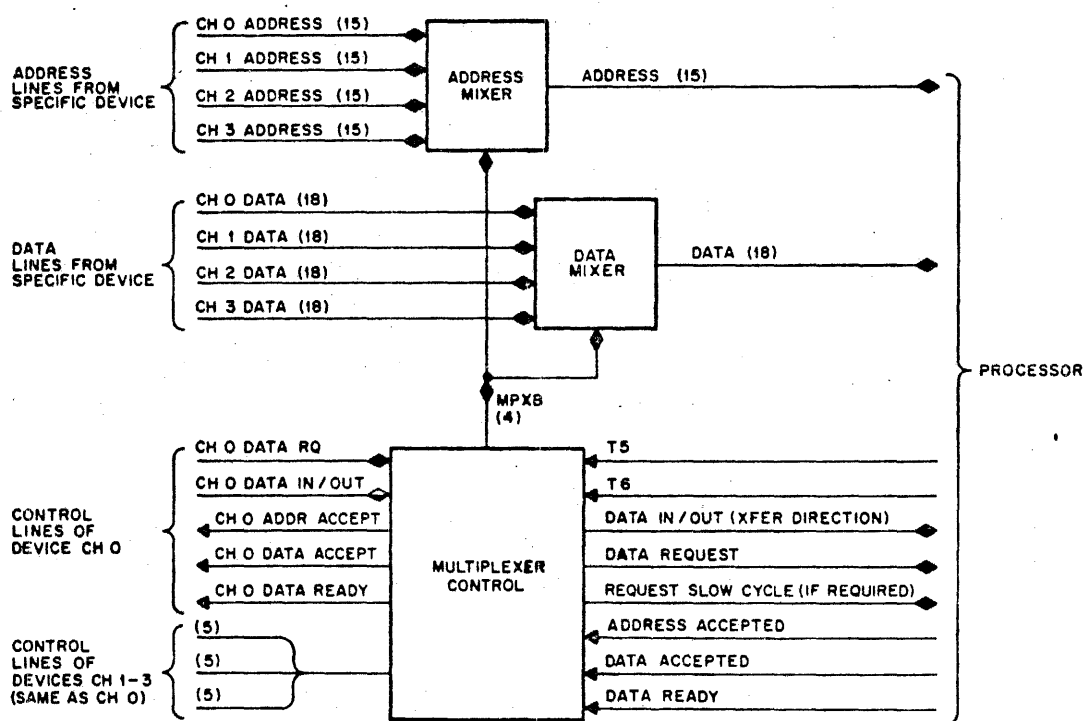 ADDRESS
LINES FROM
SPECIFIC DEVICE
CH 0 ADDRESS (15)
CH 1 ADDRESS (15)
CH 2 ADDRESS (15)
CH 3 ADDRESS (15)
ADDRESS
MIXER
ADDRESS (15)
DATA
LINES FROM
SPECIFIC DEVICE
CH 0 DATA (18)
CH 1 DATA (18)
CH 2 DATA (18)
CH 3 DATA (18)
DATA
MIXER
DATA (18)
PROCESSOR
MPXB
(4)
CONTROL
LINES OF
DEVICE CH 0
CH 0 DATA RQ
CH 0 DATA IN/OUT
CH 0 ADDR ACCEPT
CH 0 DATA ACCEPT
CH 0 DATA READY
MULTIPLEXER
CONTROL
T5
T6
DATA IN/OUT (XFER DIRECTION)
DATA REQUEST
REQUEST SLOW CYCLE (IF REQUIRED)
ADDRESS ACCEPTED
DATA ACCEPTED
DATA READY
CONTROL
LINES OF
DEVICES CH 1-3
(SAME AS CH 0)
(5)
(5)
(5)